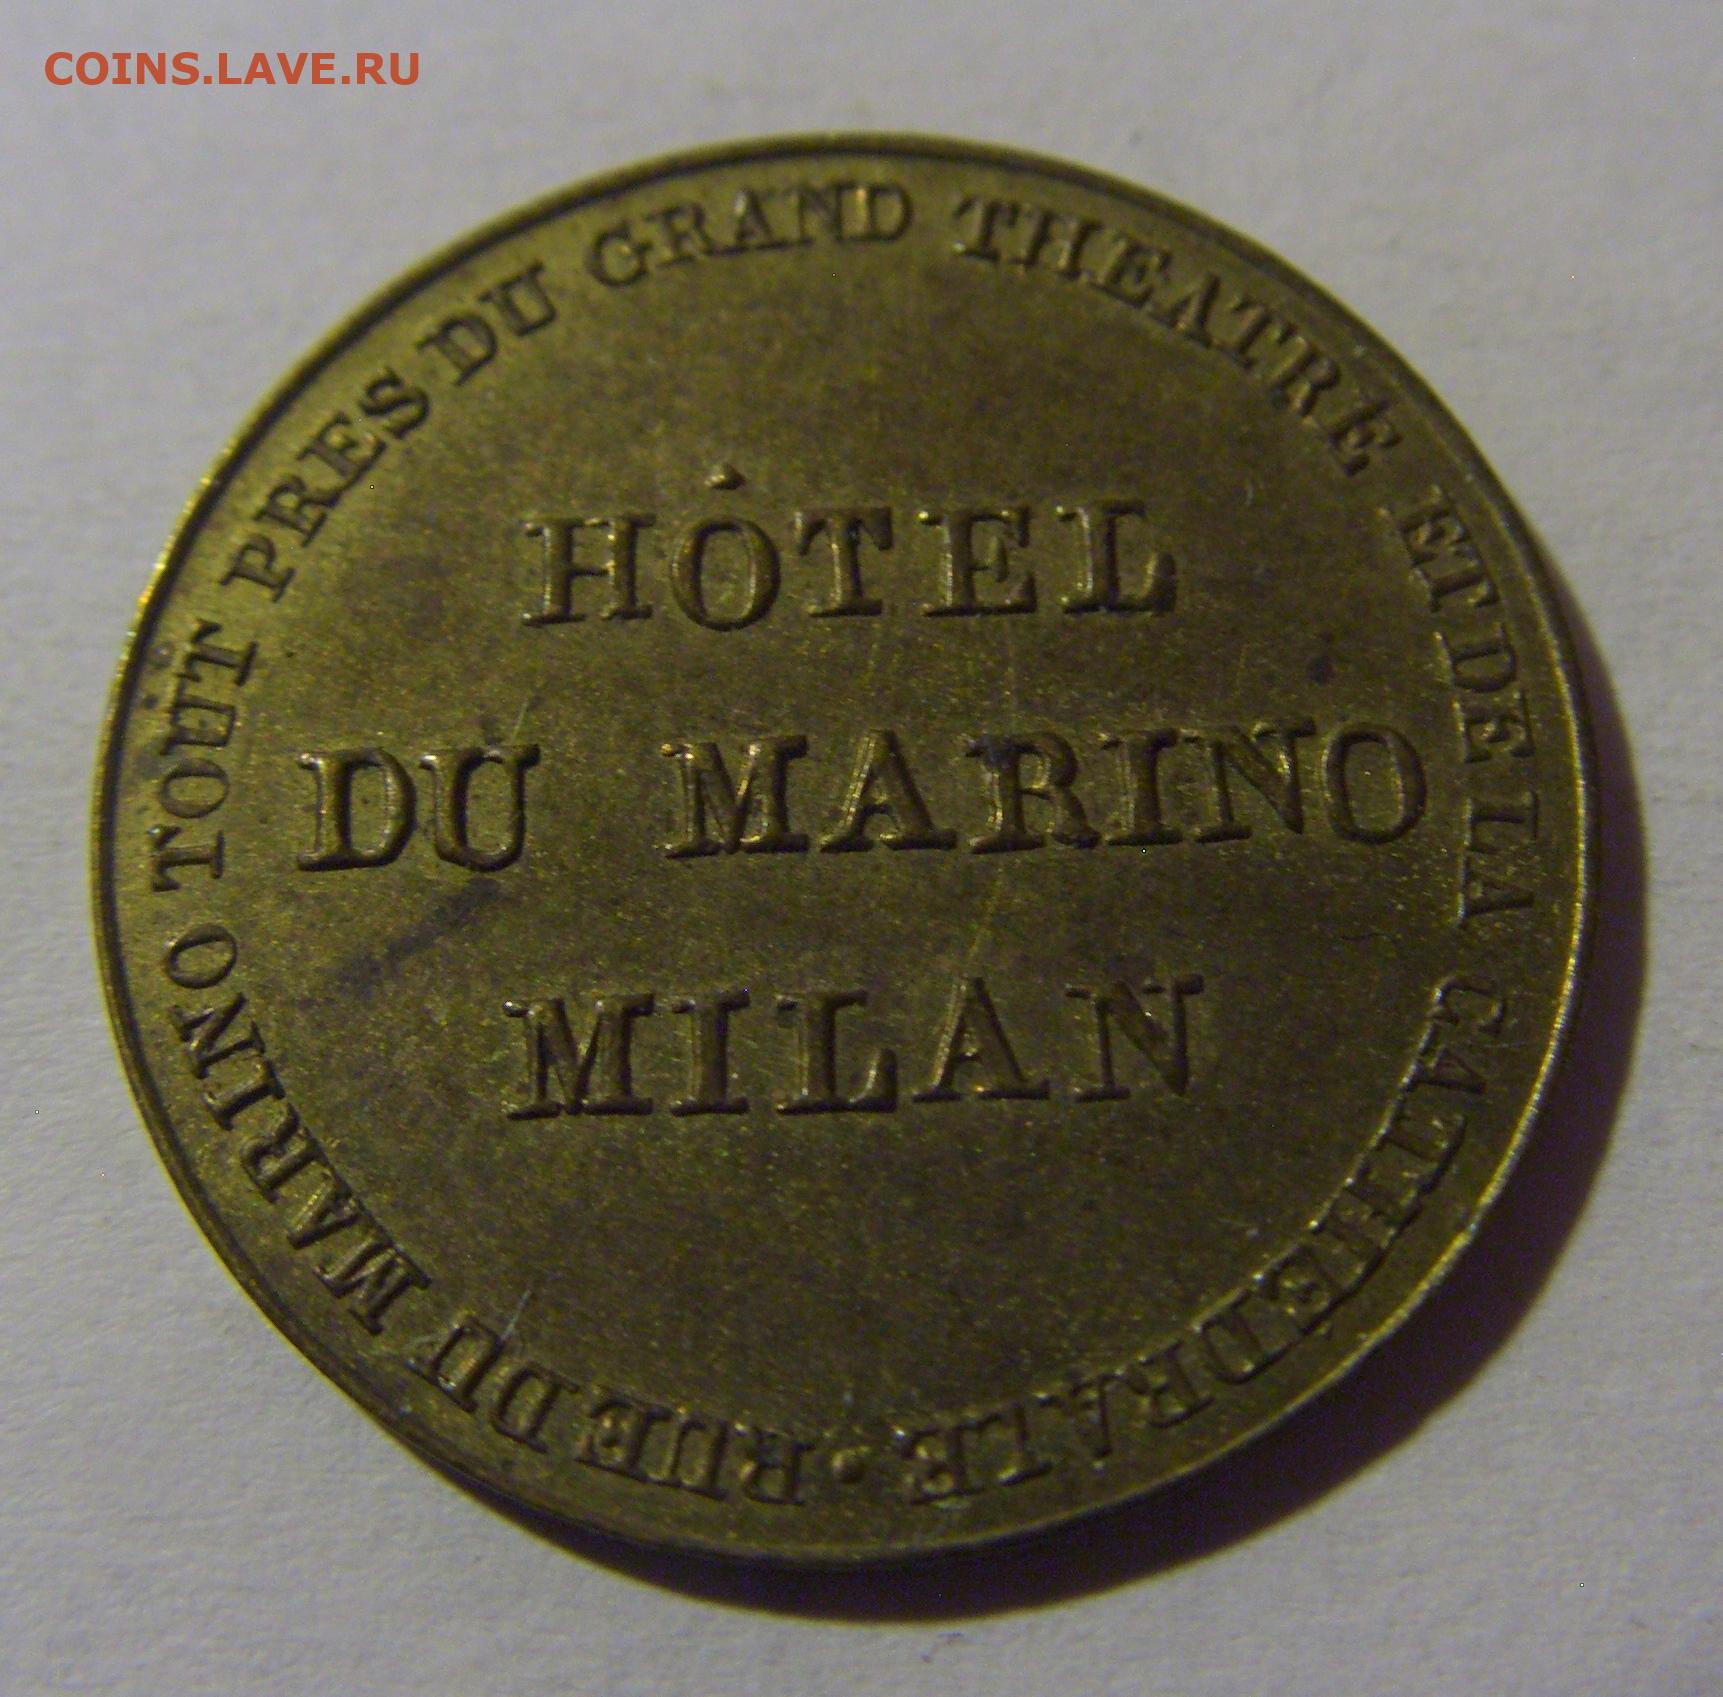 COINS.LAVE.RU
RUE DU MARINO TOUT PRES DU GRAND THEATRE ET DE LA CATHEDRALE •
HÔTEL
DU MARINO
MILAN